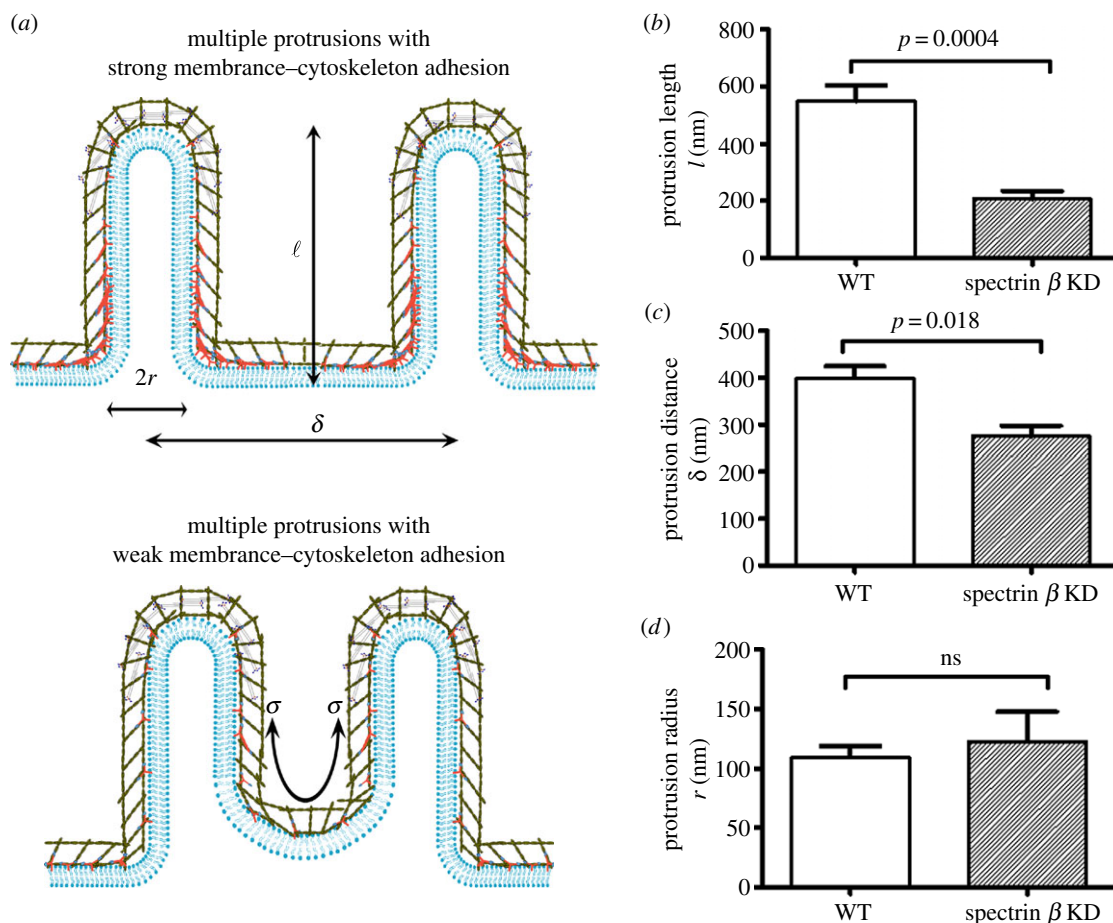 (a)
multiple protrusions with
strong membrance–cytoskeleton adhesion
ℓ
2r
δ
multiple protrusions with
weak membrance–cytoskeleton adhesion
σ σ
(b)
protrusion length
l (nm)
800
600
400
200
0
p = 0.0004
WT spectrin β KD
(c)
protrusion distance
δ (nm)
500
400
300
200
100
0
p = 0.018
WT spectrin β KD
(d)
protrusion radius
r (nm)
200
150
100
50
0
ns
WT spectrin β KD